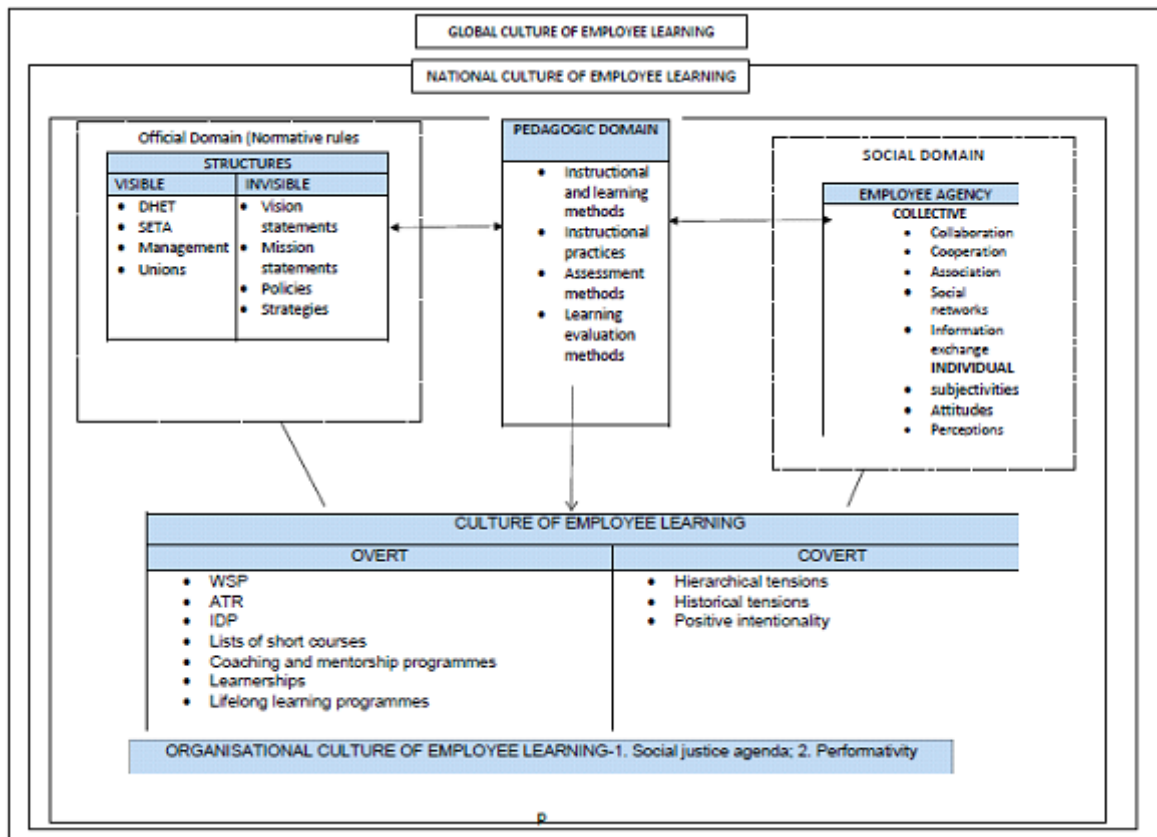 GLOBAL CULTURE OF EMPLOYEE LEARNING
NATIONAL CULTURE OF EMPLOYEE LEARNING
Official Domain (Normative rules
STRUCTURES
VISIBLE
• DHET
• SETA
• Management
• Unions
INVISIBLE
• Vision
statements
• Mission
statements
• Policies
• Strategies
PEDAGOGIC DOMAIN
• Instructional
and learning
methods
• Instructional
practices
• Assessment
methods
• Learning
evaluation
methods
SOCIAL DOMAIN
EMPLOYEE AGENCY
COLLECTIVE
• Collaboration
• Cooperation
• Association
• Social
networks
• Information
exchange
INDIVIDUAL
• subjectivities
• Attitudes
• Perceptions
CULTURE OF EMPLOYEE LEARNING
OVERT
• WSP
• ATR
• IDP
• Lists of short courses
• Coaching and mentorship programmes
• Learnerships
• Lifelong learning programmes
COVERT
• Hierarchical tensions
• Historical tensions
• Positive intentionality
ORGANISATIONAL CULTURE OF EMPLOYEE LEARNING-1. Social justice agenda; 2. Performativity
p